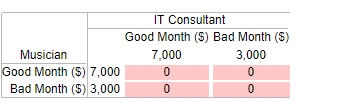 IT Consultant
Good Month ($) Bad Month ($)
Musician 7,000 3,000
Good Month ($) 7,000 0 0
Bad Month ($) 3,000 0 0